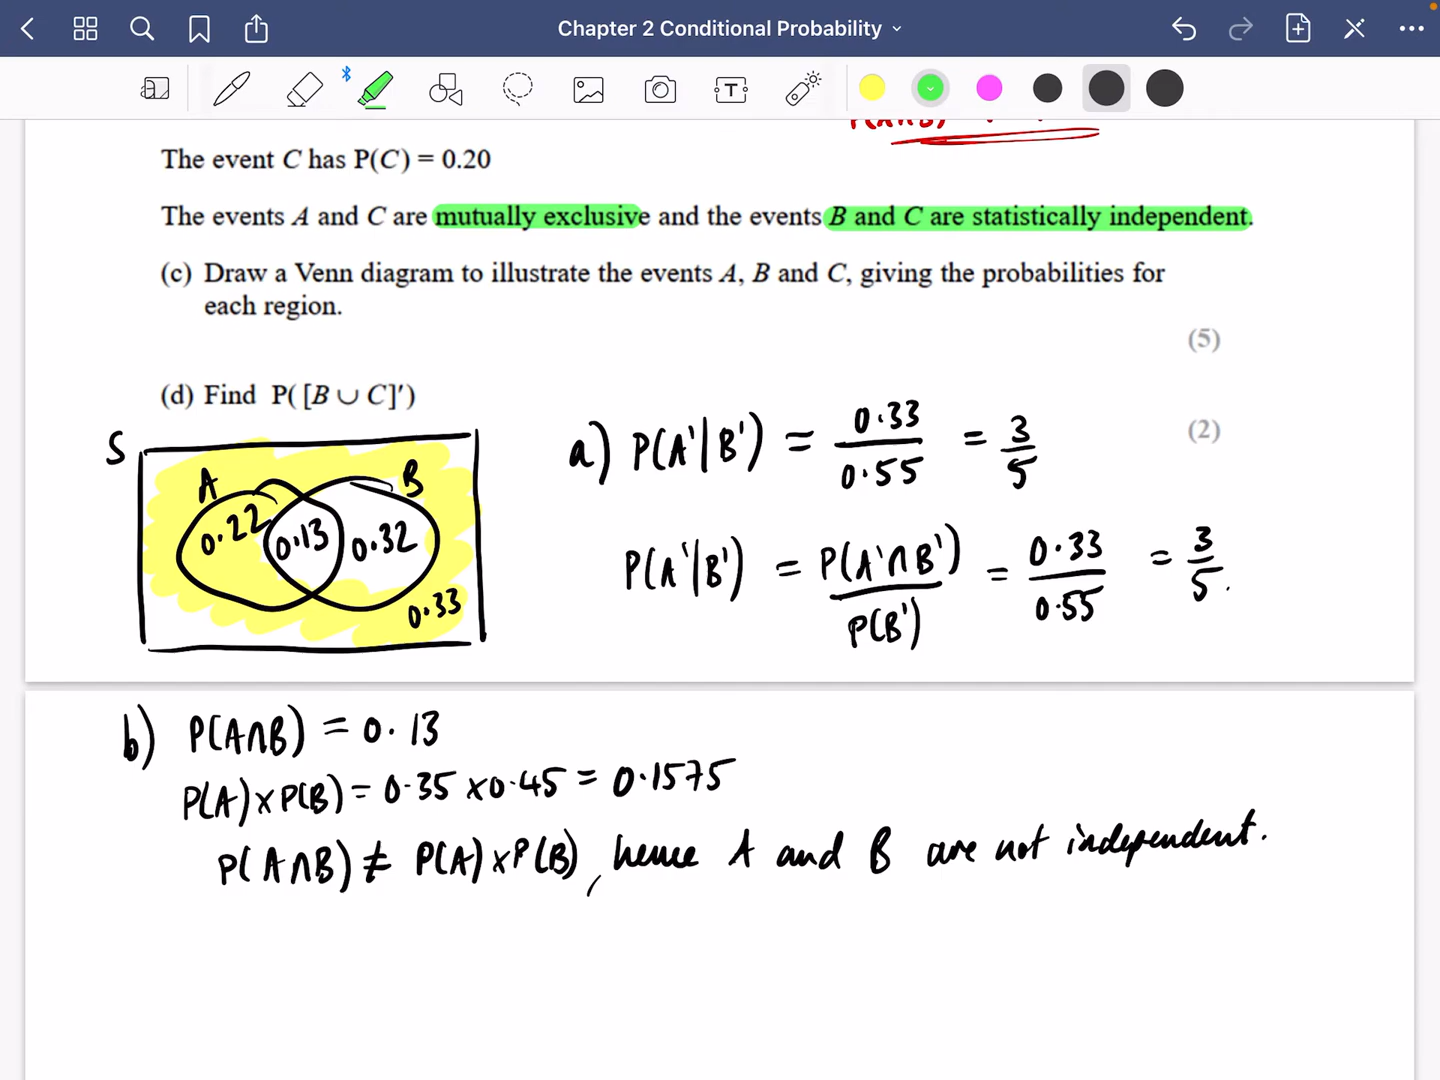 Chapter 2 Conditional Probability
P(A∩B)
The event C has P(C) = 0.20
The events A and C are mutually exclusive and the events B and C are statistically independent.
(c) Draw a Venn diagram to illustrate the events A, B and C, giving the probabilities for
each region.
(5)
(d) Find P( [B ∪ C]′)
(2)
S
A
B
0.22
0.13
0.32
0.33
a) P(A'|B') = 0.33/0.55 = 3/5
P(A'|B') = P(A'∩B')/P(B') = 0.33/0.55 = 3/5.
b) P(A∩B) = 0.13
P(A)×P(B) = 0.35 × 0.45 = 0.1575
P(A∩B) ≠ P(A)×P(B), hence A and B are not independent.